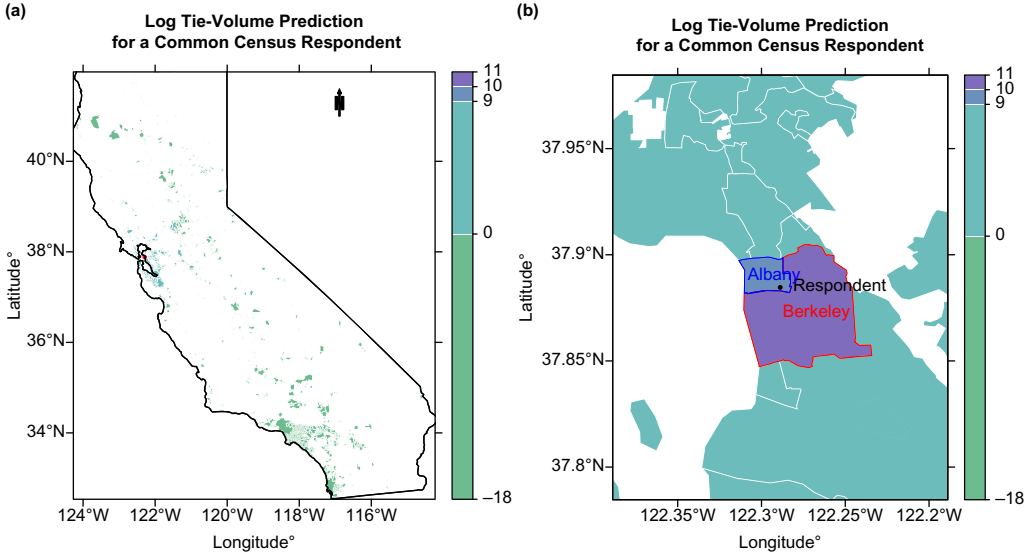 (a)
Log Tie-Volume Prediction
for a Common Census Respondent
N
40°N
38°N
36°N
34°N
Latitude°
124°W 122°W 120°W 118°W 116°W
Longitude°
11
10
9
0
−18
(b)
Log Tie-Volume Prediction
for a Common Census Respondent
37.95°N
37.9°N
37.85°N
37.8°N
Latitude°
Albany
Respondent
Berkeley
122.35°W 122.3°W 122.25°W 122.2°W
Longitude°
11
10
9
0
−18